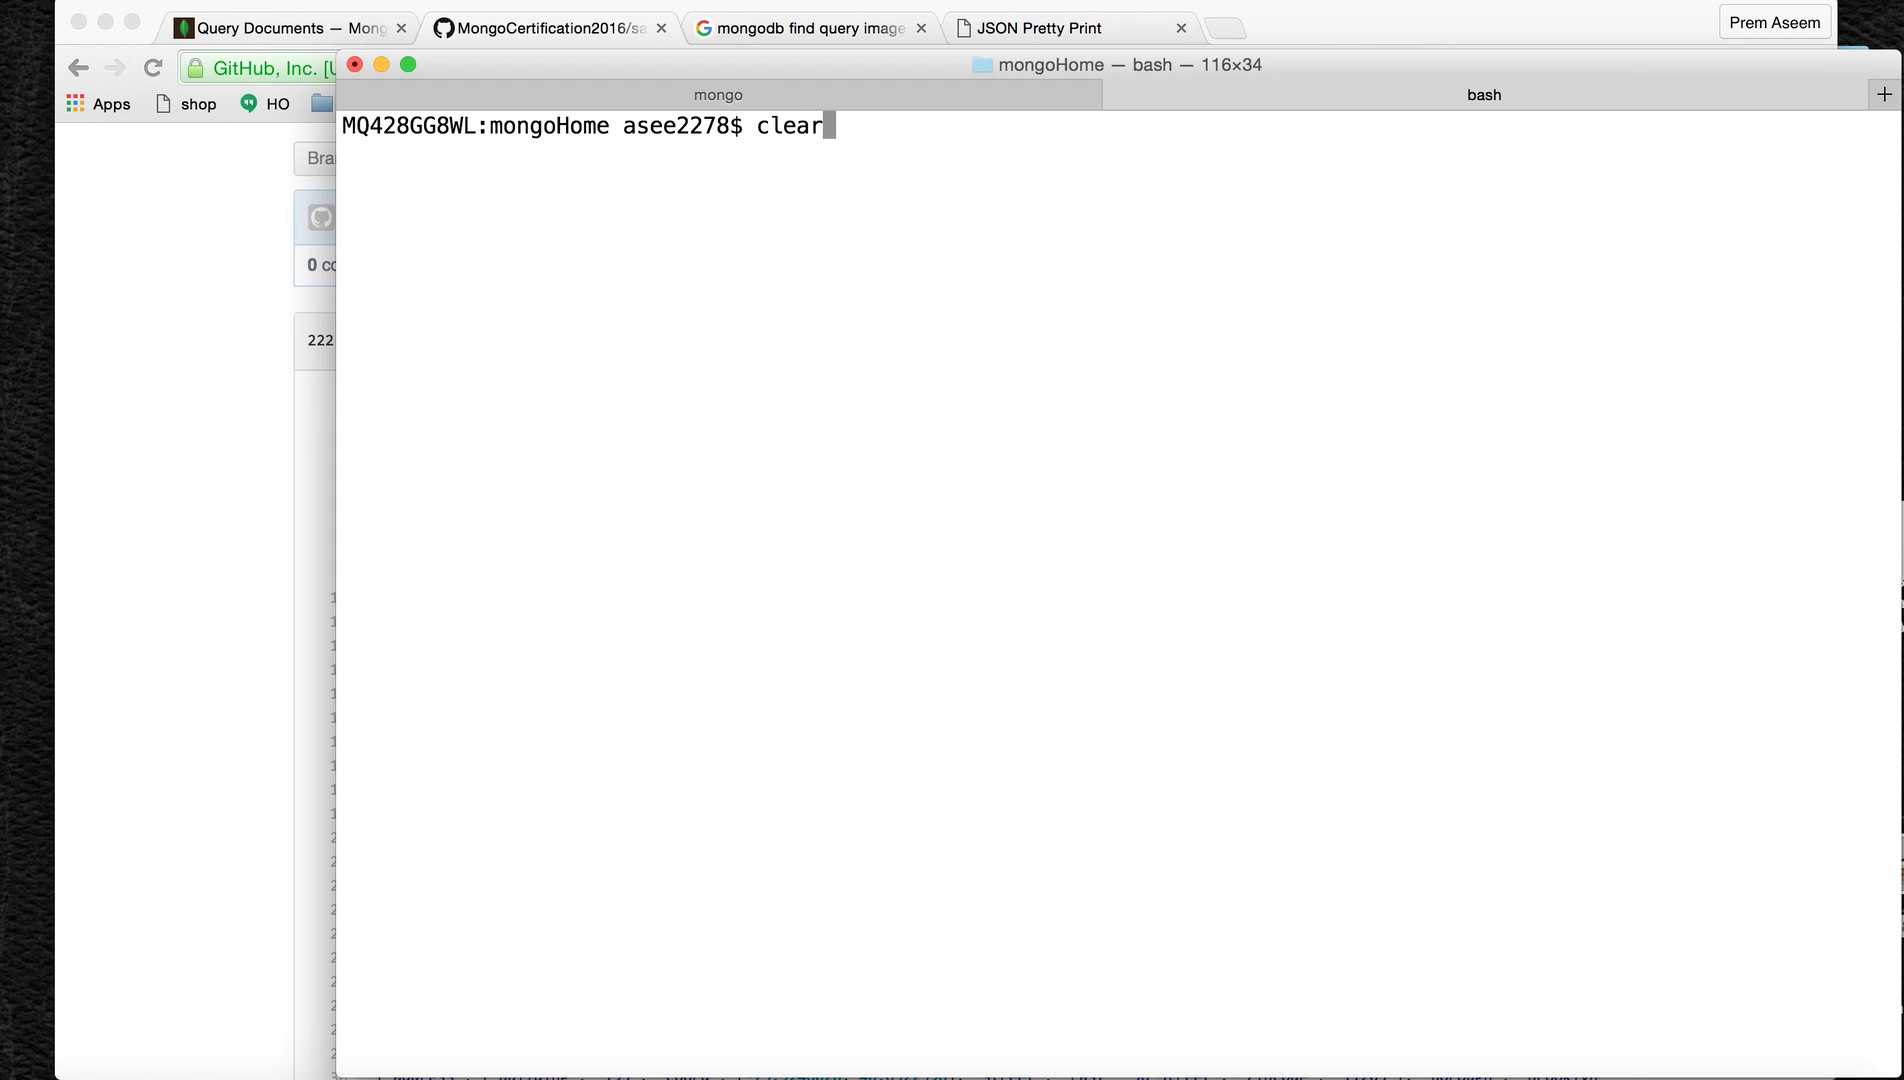 Query Documents — Mong
MongoCertification2016/sa
mongodb find query image
JSON Pretty Print
Prem Aseem
GitHub, Inc. [U
mongoHome — bash — 116×34
Apps
shop
HO
mongo
bash
MQ428GG8WL:mongoHome asee2278$ clear
Bra
0 co
222